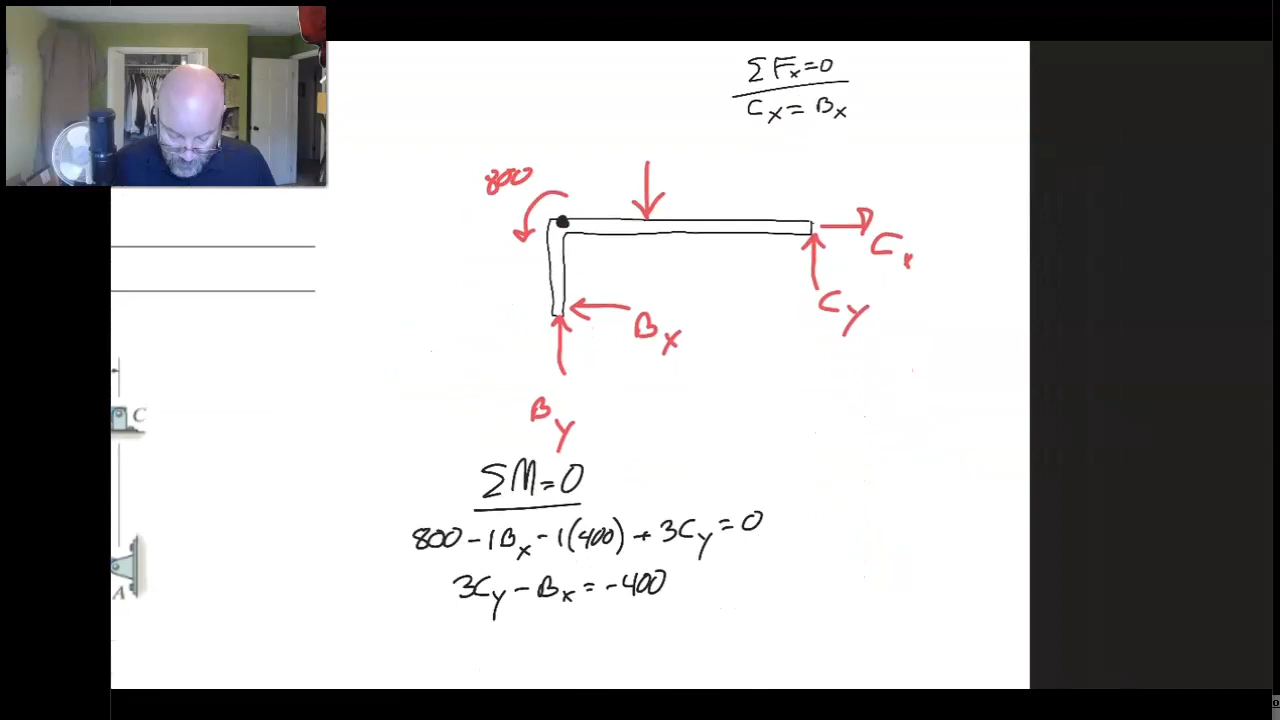 ΣFx=0
Cx=Bx
800
Cx
Cy
Bx
By
C
ΣM=0
800-1Bx-1(400)+3Cy=0
3Cy-Bx=-400
A